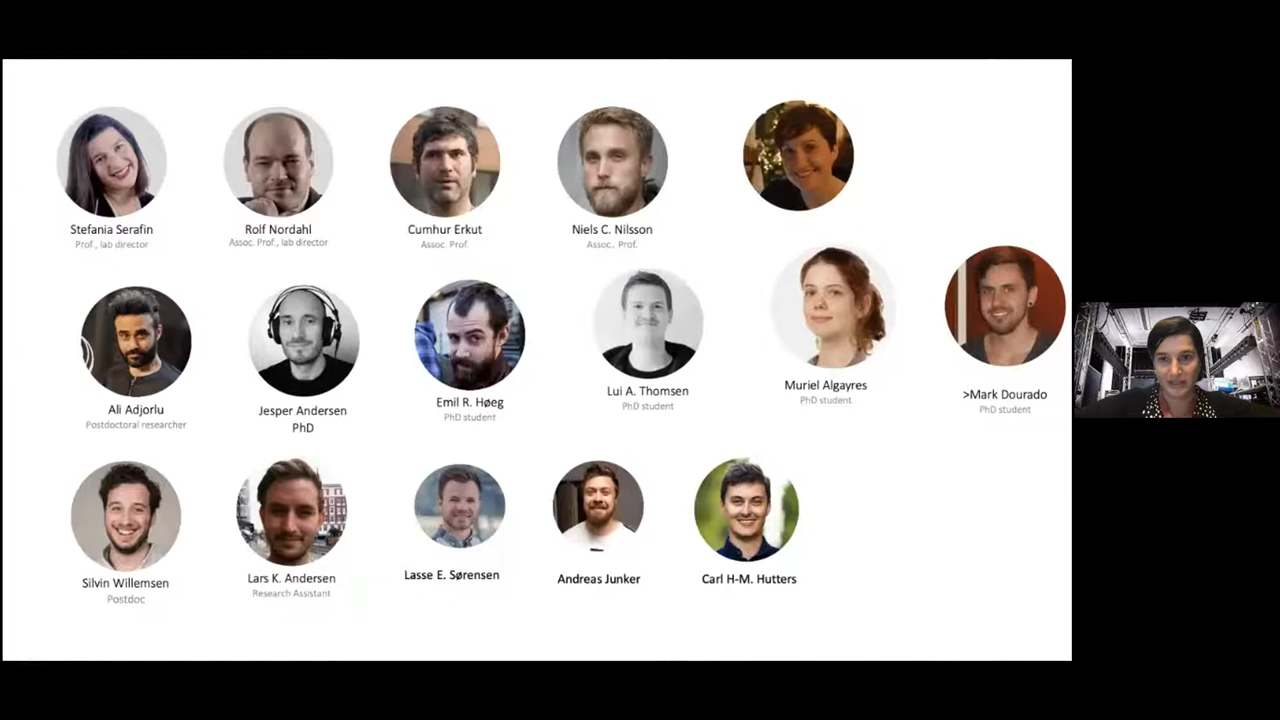 Stefania Serafin
Prof., lab director
Rolf Nordahl
Assoc. Prof., lab director
Cumhur Erkut
Assoc. Prof.
Niels C. Nilsson
Assoc.. Prof.
Ali Adjorlu
Postdoctoral researcher
Jesper Andersen
PhD
Emil R. Høeg
PhD student
Lui A. Thomsen
PhD student
Muriel Algayres
PhD student
>Mark Dourado
PhD student
Silvin Willemsen
Postdoc
Lars K. Andersen
Research Assistant
Lasse E. Sørensen
Andreas Junker
Carl H-M. Hutters